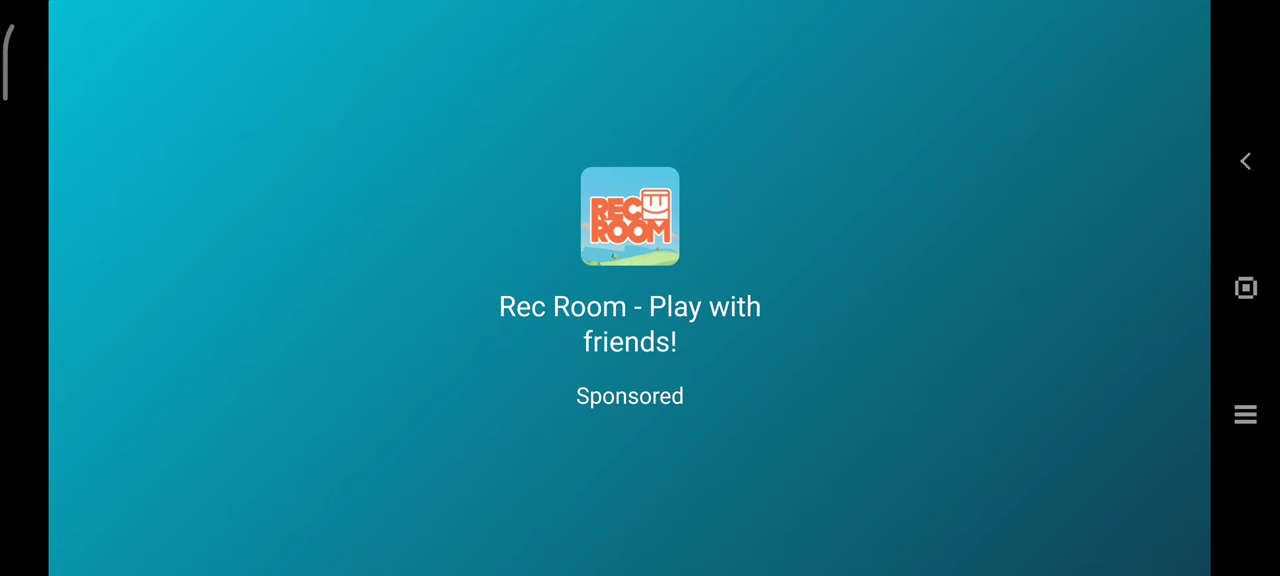 REC
ROOM
Rec Room - Play with
friends!
Sponsored